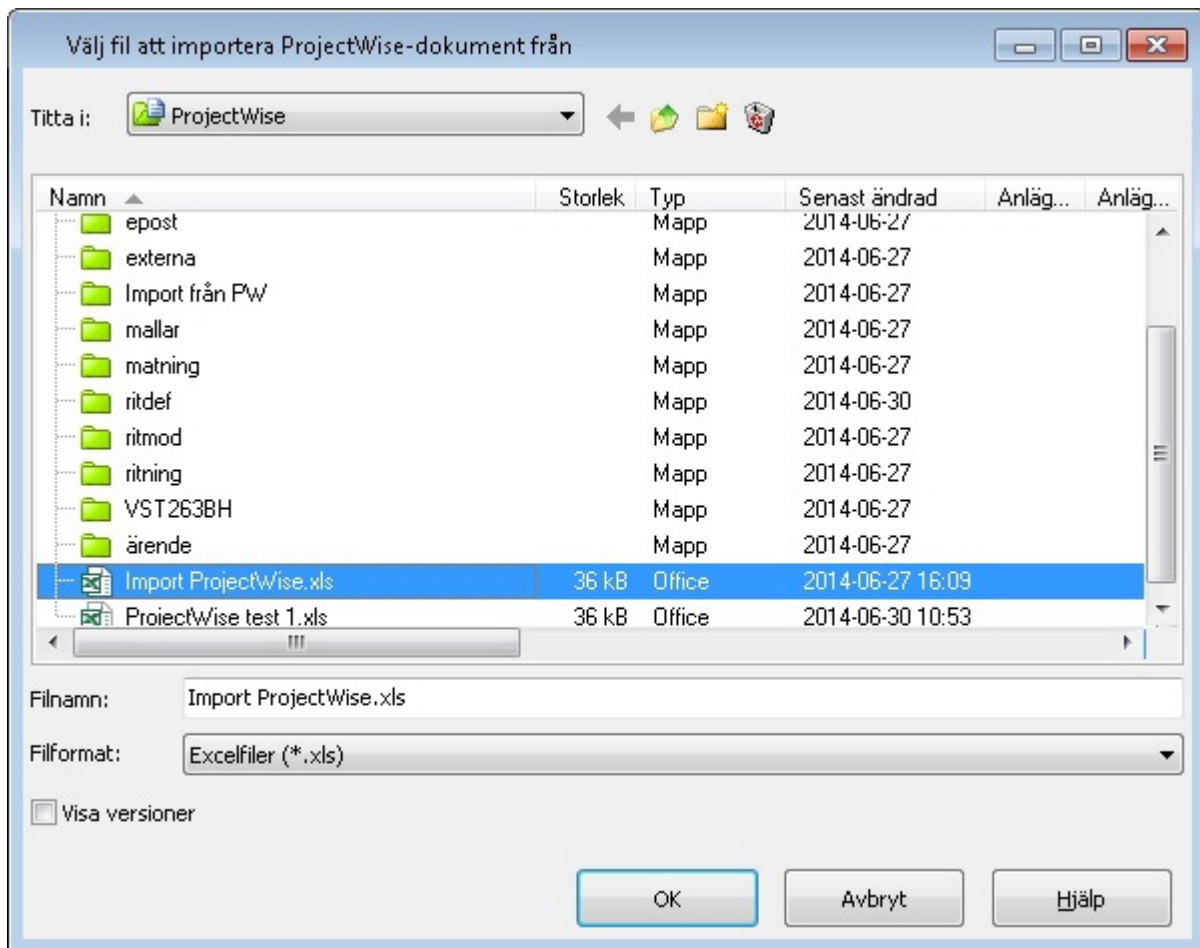 Välj fil att importera ProjectWise-dokument från
Titta i: ProjectWise
Namn Storlek Typ Senast ändrad Anläg... Anläg...
epost Mapp 2014-06-27
externa Mapp 2014-06-27
Import från PW Mapp 2014-06-27
mallar Mapp 2014-06-27
matning Mapp 2014-06-27
ritdef Mapp 2014-06-30
ritmod Mapp 2014-06-27
ritning Mapp 2014-06-27
VST263BH Mapp 2014-06-27
ärende Mapp 2014-06-27
Import ProjectWise.xls 36 kB Office 2014-06-27 16:09
ProjectWise test 1.xls 36 kB Office 2014-06-30 10:53
Filnamn: Import ProjectWise.xls
Filformat: Excelfiler (*.xls)
Visa versioner
OK Avbryt Hjälp